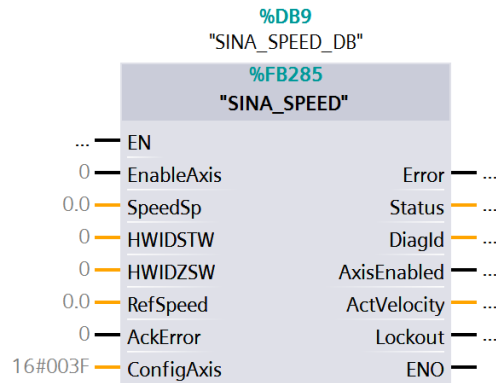 %DB9
"SINA_SPEED_DB"
%FB285
"SINA_SPEED"
... EN
0 EnableAxis Error ...
0.0 SpeedSp Status ...
0 HWIDSTW DiagId ...
0 HWIDZSW AxisEnabled ...
0.0 RefSpeed ActVelocity ...
0 AckError Lockout ...
16#003F ConfigAxis ENO